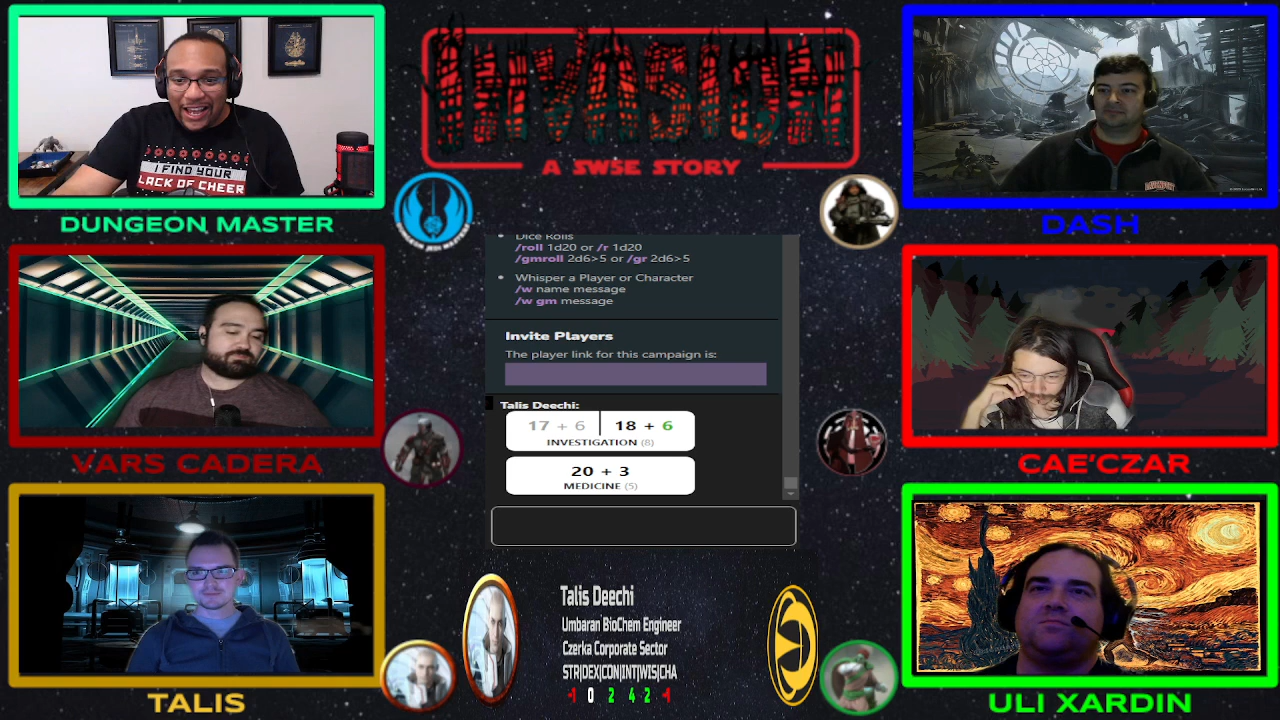 INVASION
A SWSE STORY
I FIND YOUR
LACK OF CHEER
DUNGEON MASTER
DASH
DUNGEON JEDI MASTERS
Dice Rolls
/roll 1d20 or /r 1d20
/gmroll 2d6>5 or /gr 2d6>5
Whisper a Player or Character
/w name message
/w gm message
Invite Players
The player link for this campaign is:
Talis Deechi:
17 + 6 | 18 + 6
INVESTIGATION (8)
20 + 3
MEDICINE (5)
VARS CADERA
CAE'CZAR
Talis Deechi
Umbaran BioChem Engineer
Czerka Corporate Sector
STR|DEX|CON|INT|WIS|CHA
-1 0 2 4 2 -1
TALIS
ULI XARDIN